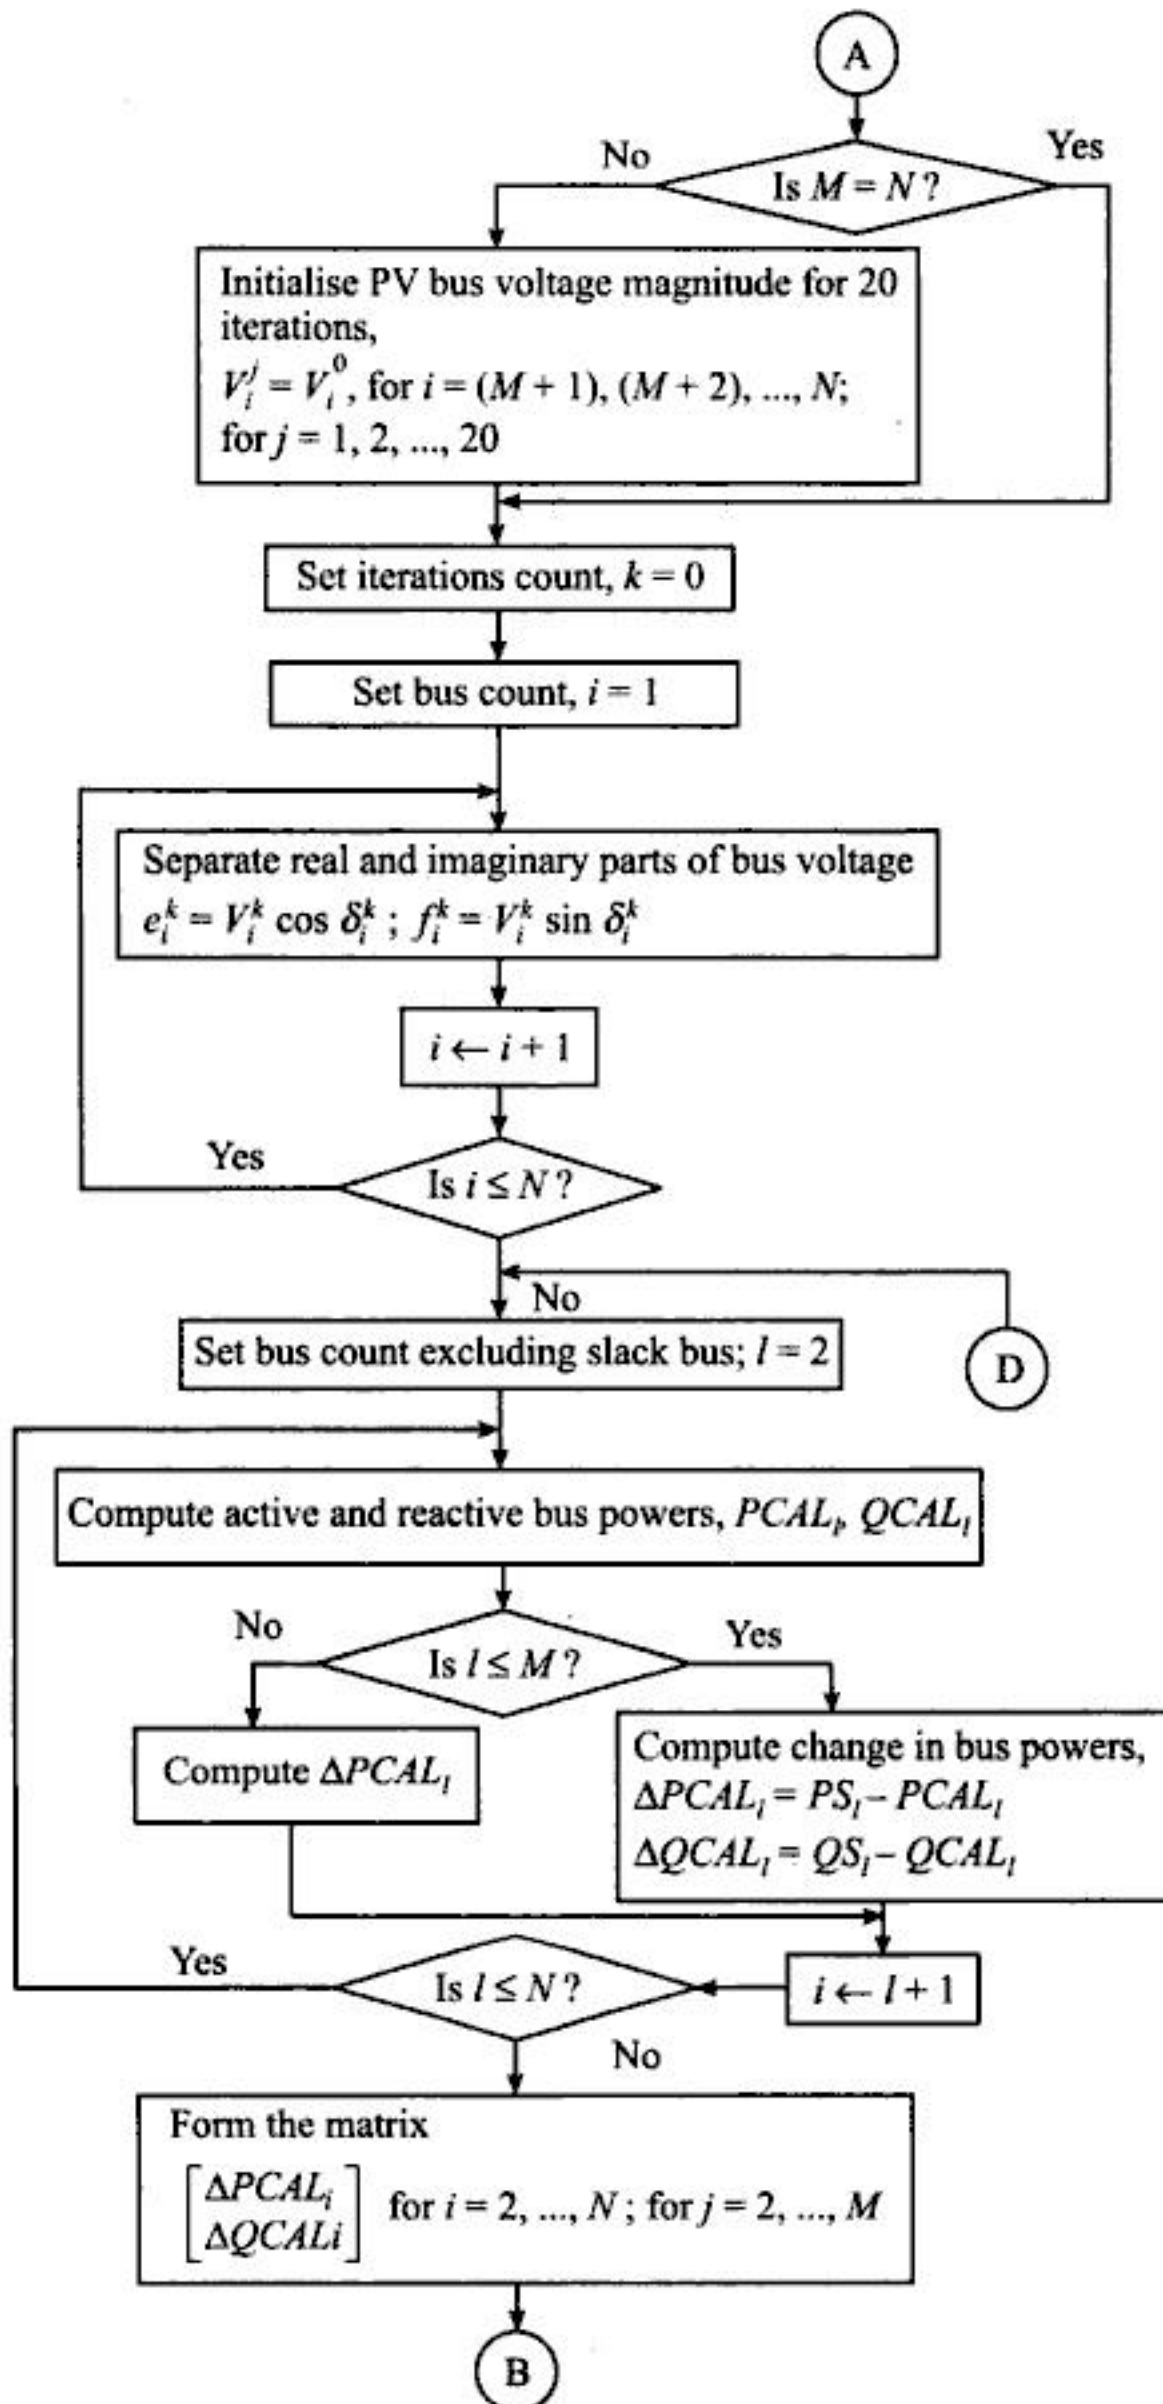 A
No
Yes
Is M = N ?
Initialise PV bus voltage magnitude for 20
iterations,
V_i^j = V_i^0, for i = (M + 1), (M + 2), ..., N;
for j = 1, 2, ..., 20
Set iterations count, k = 0
Set bus count, i = 1
Separate real and imaginary parts of bus voltage
e_i^k = V_i^k cos δ_i^k ; f_i^k = V_i^k sin δ_i^k
i ← i + 1
Yes
Is i ≤ N ?
No
Set bus count excluding slack bus; l = 2
D
Compute active and reactive bus powers, PCAL_l, QCAL_l
No
Is l ≤ M ?
Yes
Compute ΔPCAL_l
Compute change in bus powers,
ΔPCAL_l = PS_l – PCAL_l
ΔQCAL_l = QS_l – QCAL_l
Yes
Is l ≤ N ?
i ← l + 1
No
Form the matrix
[ΔPCAL_i
ΔQCALi] for i = 2, ..., N ; for j = 2, ..., M
B